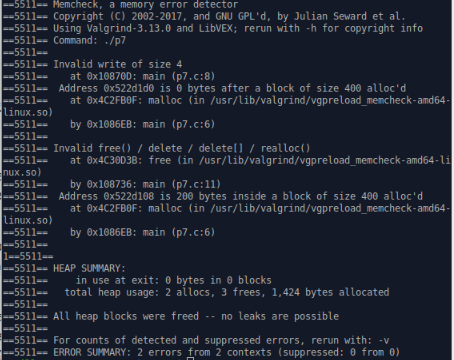 ==5511== Memcheck, a memory error detector
==5511== Copyright (C) 2002-2017, and GNU GPL'd, by Julian Seward et al.
==5511== Using Valgrind-3.13.0 and LibVEX; rerun with -h for copyright info
==5511== Command: ./p7
==5511==
==5511== Invalid write of size 4
==5511==    at 0x10870D: main (p7.c:8)
==5511==  Address 0x522d1d0 is 0 bytes after a block of size 400 alloc'd
==5511==    at 0x4C2FB0F: malloc (in /usr/lib/valgrind/vgpreload_memcheck-amd64-
linux.so)
==5511==    by 0x1086EB: main (p7.c:6)
==5511==
==5511== Invalid free() / delete / delete[] / realloc()
==5511==    at 0x4C30D3B: free (in /usr/lib/valgrind/vgpreload_memcheck-amd64-li
nux.so)
==5511==    by 0x108736: main (p7.c:11)
==5511==  Address 0x522d108 is 200 bytes inside a block of size 400 alloc'd
==5511==    at 0x4C2FB0F: malloc (in /usr/lib/valgrind/vgpreload_memcheck-amd64-
linux.so)
==5511==    by 0x1086EB: main (p7.c:6)
==5511==
1==5511==
==5511== HEAP SUMMARY:
==5511==     in use at exit: 0 bytes in 0 blocks
==5511==   total heap usage: 2 allocs, 3 frees, 1,424 bytes allocated
==5511==
==5511== All heap blocks were freed -- no leaks are possible
==5511==
==5511== For counts of detected and suppressed errors, rerun with: -v
==5511== ERROR SUMMARY: 2 errors from 2 contexts (suppressed: 0 from 0)